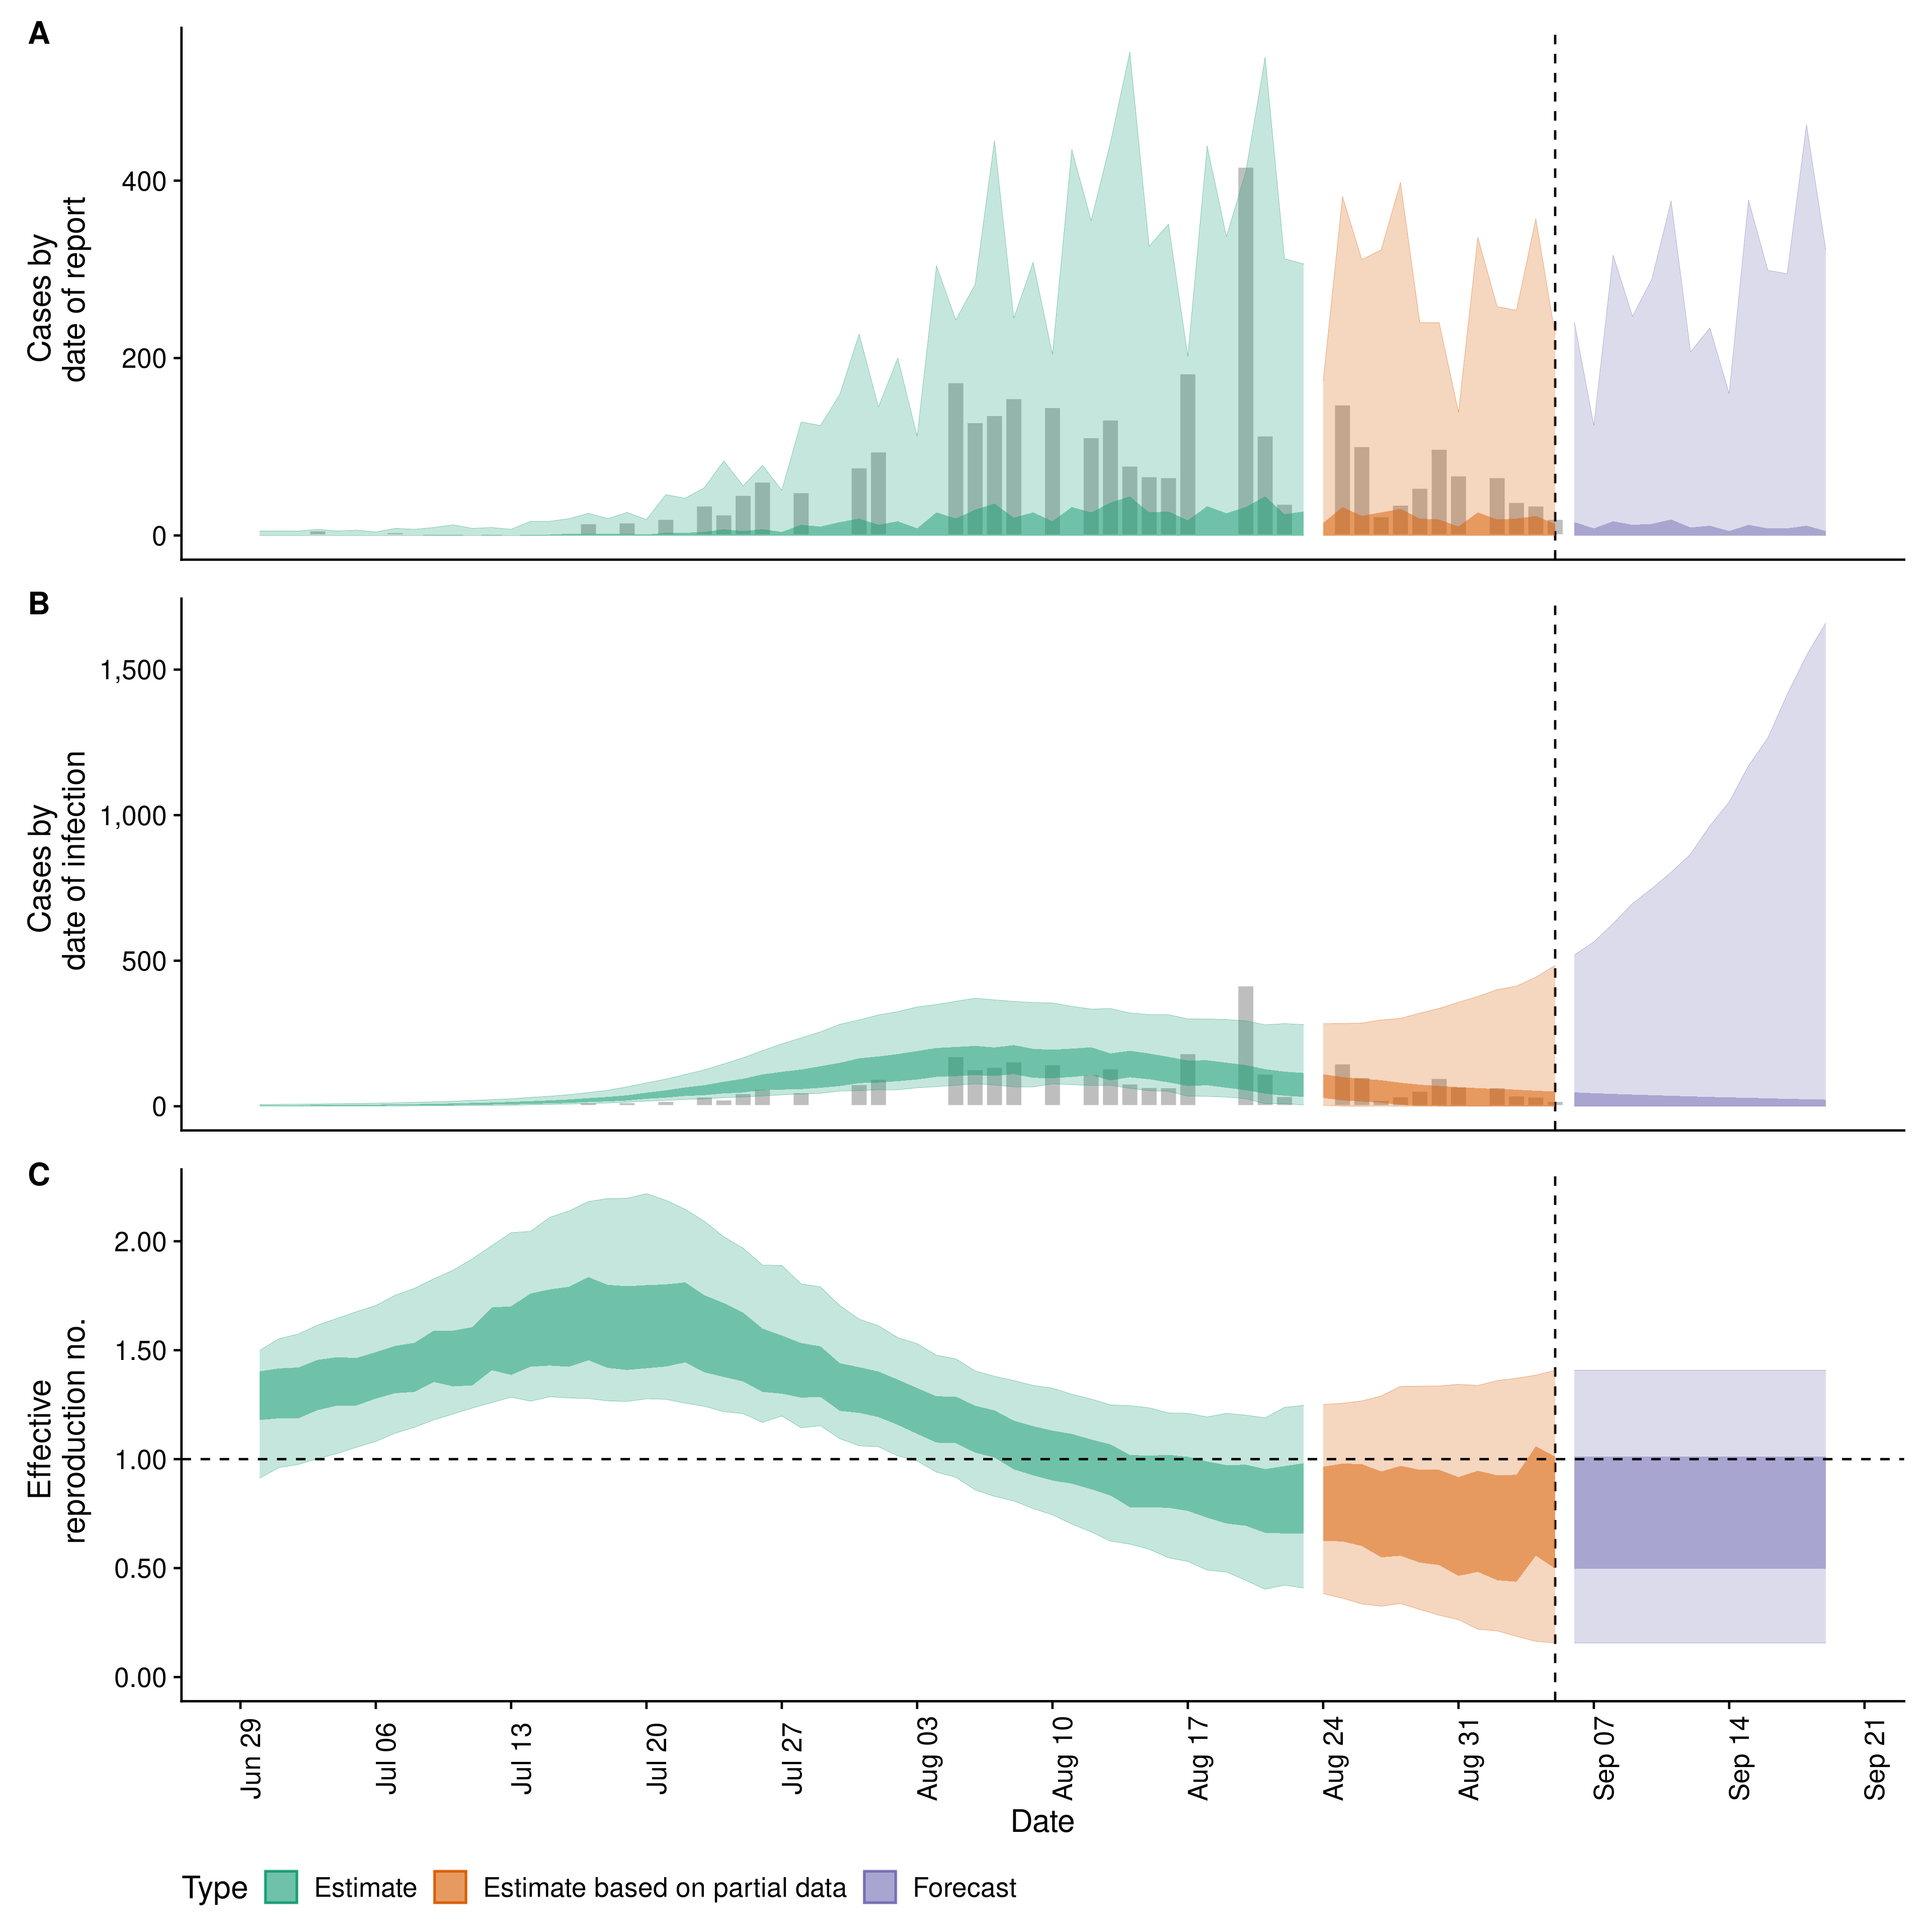 A
Cases by
date of report
400
200
0
B
Cases by
date of infection
1,500
1,000
500
0
C
Effective
reproduction no.
2.00
1.50
1.00
0.50
0.00
Jun 29
Jul 06
Jul 13
Jul 20
Jul 27
Aug 03
Aug 10
Aug 17
Aug 24
Aug 31
Sep 07
Sep 14
Sep 21
Date
Type Estimate Estimate based on partial data Forecast